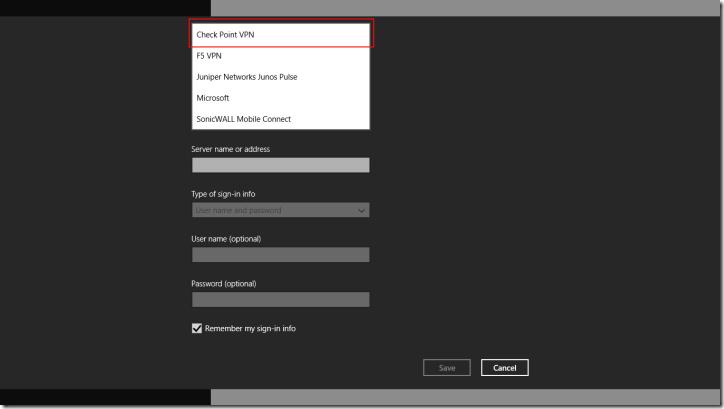 Check Point VPN
F5 VPN
Juniper Networks Junos Pulse
Microsoft
SonicWALL Mobile Connect
Server name or address
Type of sign-in info
User name and password
User name (optional)
Password (optional)
Remember my sign-in info
Save Cancel